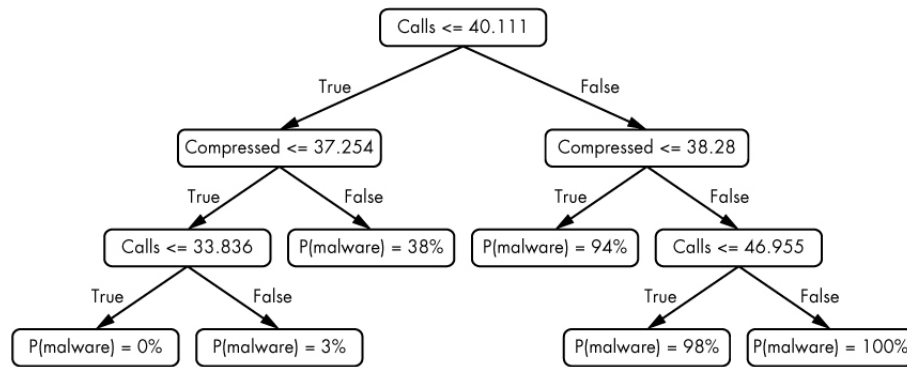 Calls <= 40.111
True
False
Compressed <= 37.254
Compressed <= 38.28
True
False
True
False
Calls <= 33.836
P(malware) = 38%
P(malware) = 94%
Calls <= 46.955
True
False
True
False
P(malware) = 0%
P(malware) = 3%
P(malware) = 98%
P(malware) = 100%